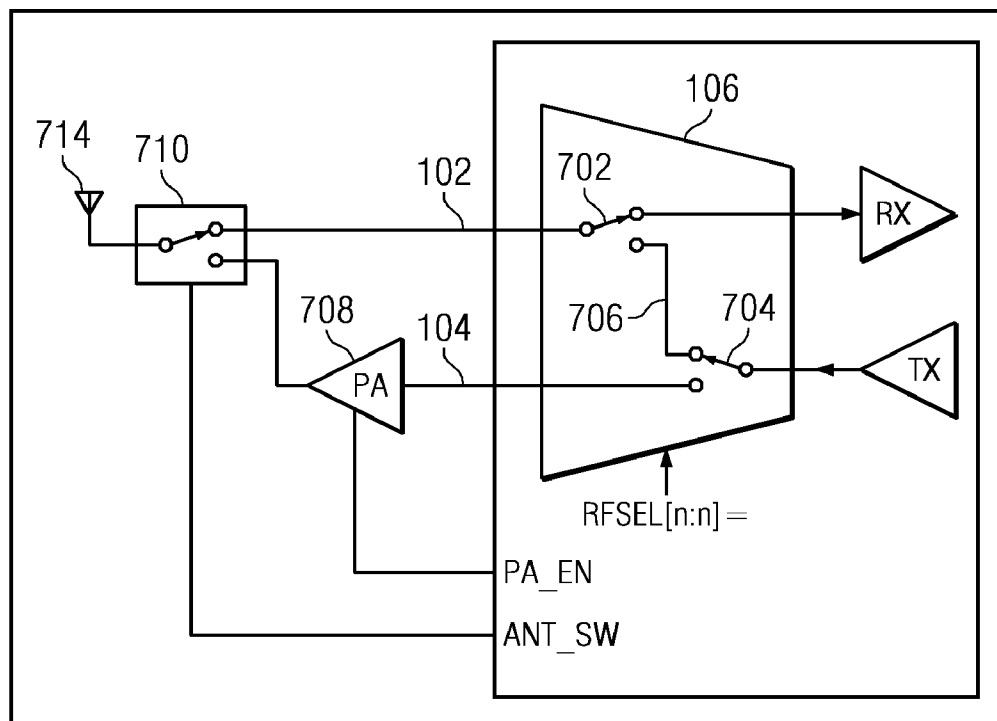 106
714
710
102
702
RX
708
104
706
704
PA
TX
RFSEL[n:n] =
PA_EN
ANT_SW